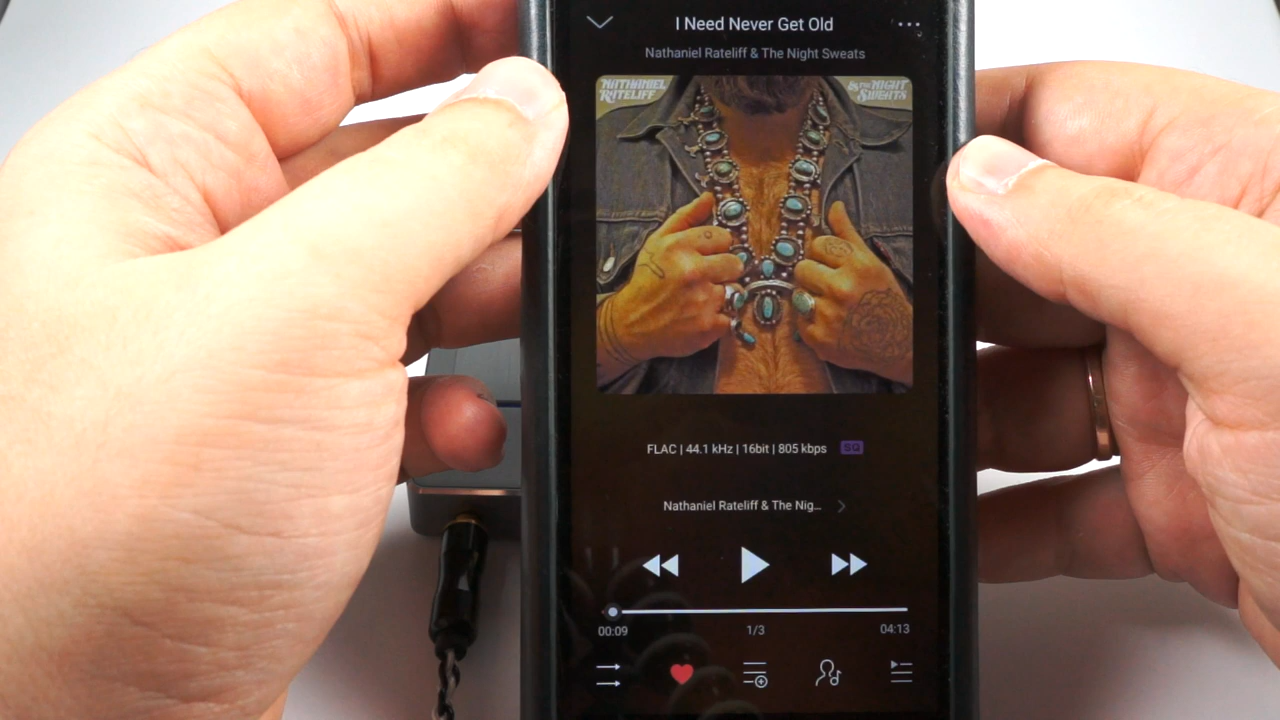 I Need Never Get Old
Nathaniel Rateliff & The Night Sweats
NATHANIEL RATELIFF
& THE NIGHT SWEATS
FLAC | 44.1 kHz | 16bit | 805 kbps SQ
Nathaniel Rateliff & The Nig...
00:09 1/3 04:13